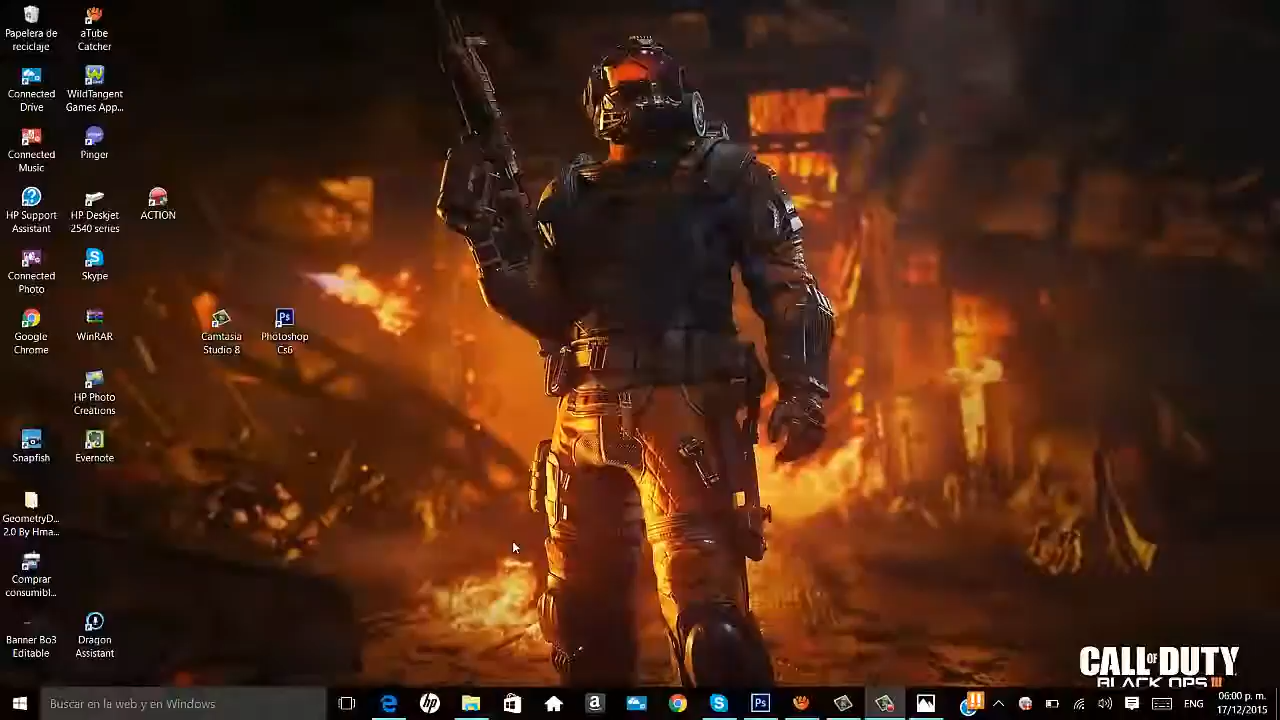 Papelera de
reciclaje
aTube
Catcher
Connected
Drive
WildTangent
Games App...
Connected
Music
Pinger
HP Support
Assistant
HP Deskjet
2540 series
ACTION
Connected
Photo
Skype
Google
Chrome
WinRAR
Camtasia
Studio 8
Photoshop
Cs6
HP Photo
Creations
Snapfish
Evernote
GeometryD...
2.0 By Hma...
Comprar
consumibl...
Banner Bo3
Editable
Dragon
Assistant
CALL OF DUTY
BLACK OPS III
Buscar en la web y en Windows
ENG
06:00 p. m.
17/12/2015